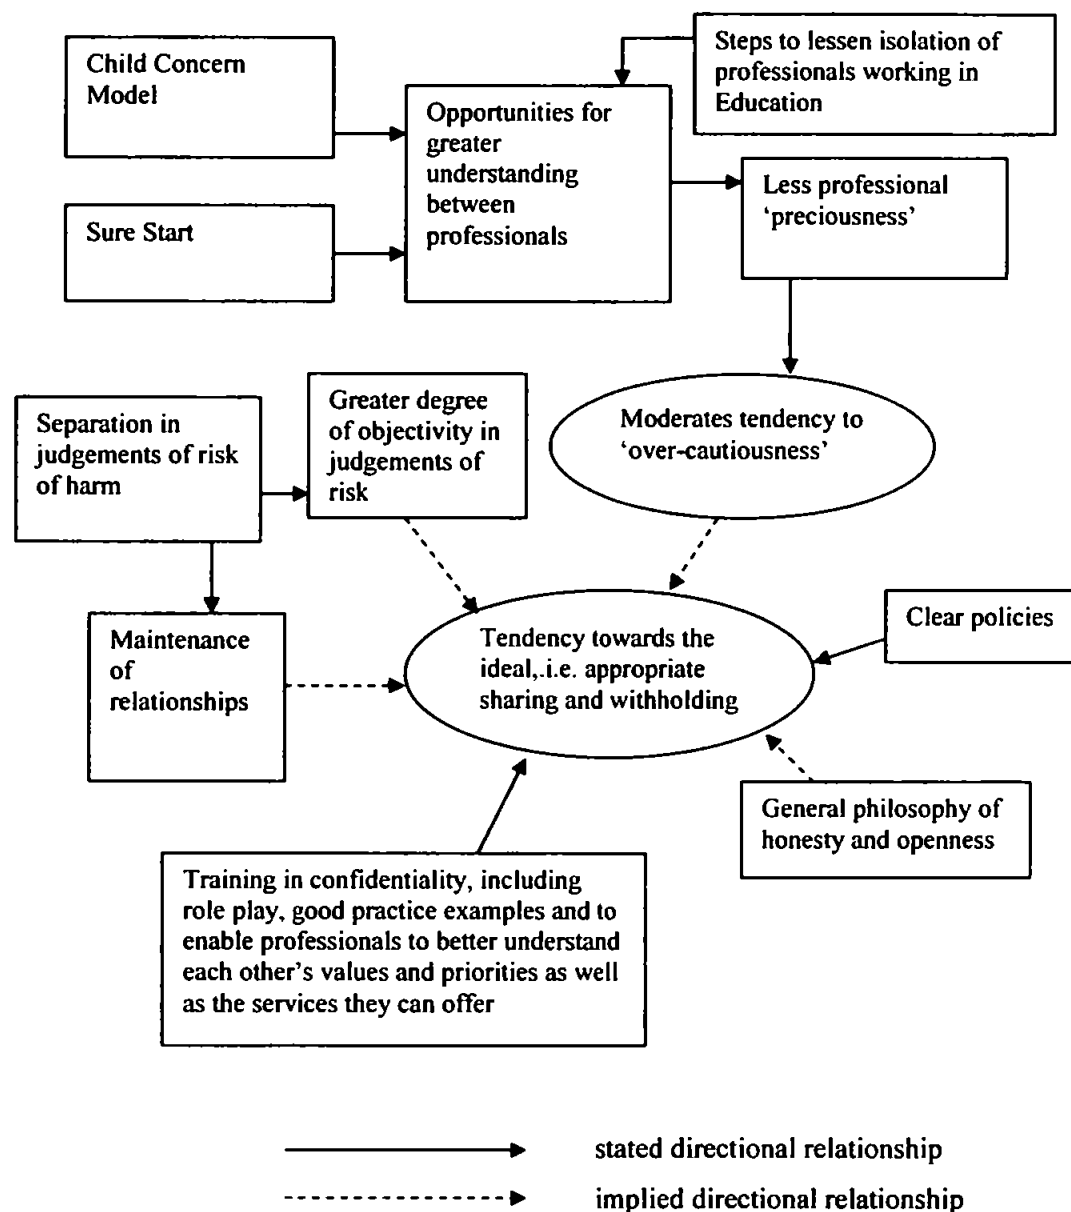 Child Concern
Model
Steps to lessen isolation of
professionals working in
Education
Opportunities for
greater
understanding
between
professionals
Less professional
‘preciousness’
Sure Start
Separation in
judgements of risk
of harm
Greater degree
of objectivity in
judgements of
risk
Moderates tendency to
‘over-cautiousness’
Maintenance
of
relationships
Tendency towards the
ideal,.i.e. appropriate
sharing and withholding
Clear policies
General philosophy of
honesty and openness
Training in confidentiality, including
role play, good practice examples and to
enable professionals to better understand
each other’s values and priorities as well
as the services they can offer
stated directional relationship
implied directional relationship